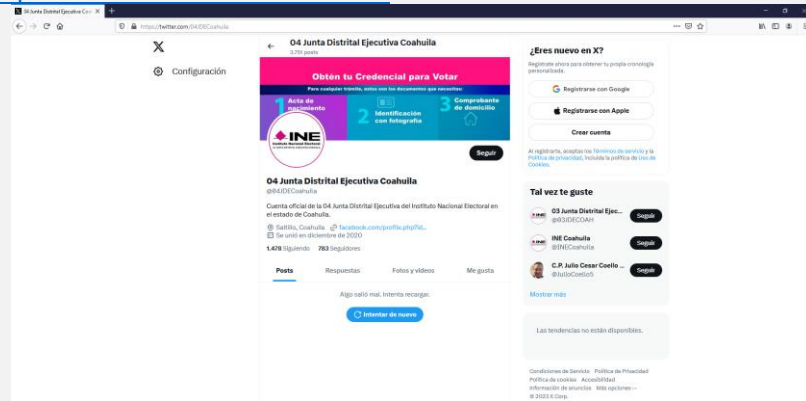 04 Junta Distrital Ejecutiva Coa
https://twitter.com/04JDECoahuila
Configuración
04 Junta Distrital Ejecutiva Coahuila
3.791 posts
Obtén tu Credencial para Votar
Para cualquier trámite, estos son los documentos que necesitas:
1 Acta de nacimiento
2 Identificación con fotografía
3 Comprobante de domicilio
INE
Instituto Nacional Electoral
Seguir
04 Junta Distrital Ejecutiva Coahuila
@04JDECoahuila
Cuenta oficial de la 04 Junta Distrital Ejecutiva del Instituto Nacional Electoral en
el estado de Coahuila.
Saltillo, Coahuila facebook.com/profile.php?id…
Se unió en diciembre de 2020
1.478 Siguiendo 783 Seguidores
Posts Respuestas Fotos y vídeos Me gusta
Algo salió mal. Intenta recargar.
Intentar de nuevo
¿Eres nuevo en X?
Regístrate ahora para obtener tu propia cronología
personalizada.
Registrarse con Google
Registrarse con Apple
Crear cuenta
Al registrarte, aceptas los Términos de servicio y la
Política de privacidad, incluida la política de Uso de
Cookies.
Tal vez te guste
03 Junta Distrital Ejec...
@03JDECOAH
Seguir
INE Coahuila
@INECoahuila
Seguir
C.P. Julio Cesar Coello ...
@JulioCoello5
Seguir
Mostrar más
Las tendencias no están disponibles.
Condiciones de Servicio Política de Privacidad
Política de cookies Accesibilidad
Información de anuncios Más opciones ···
© 2023 X Corp.